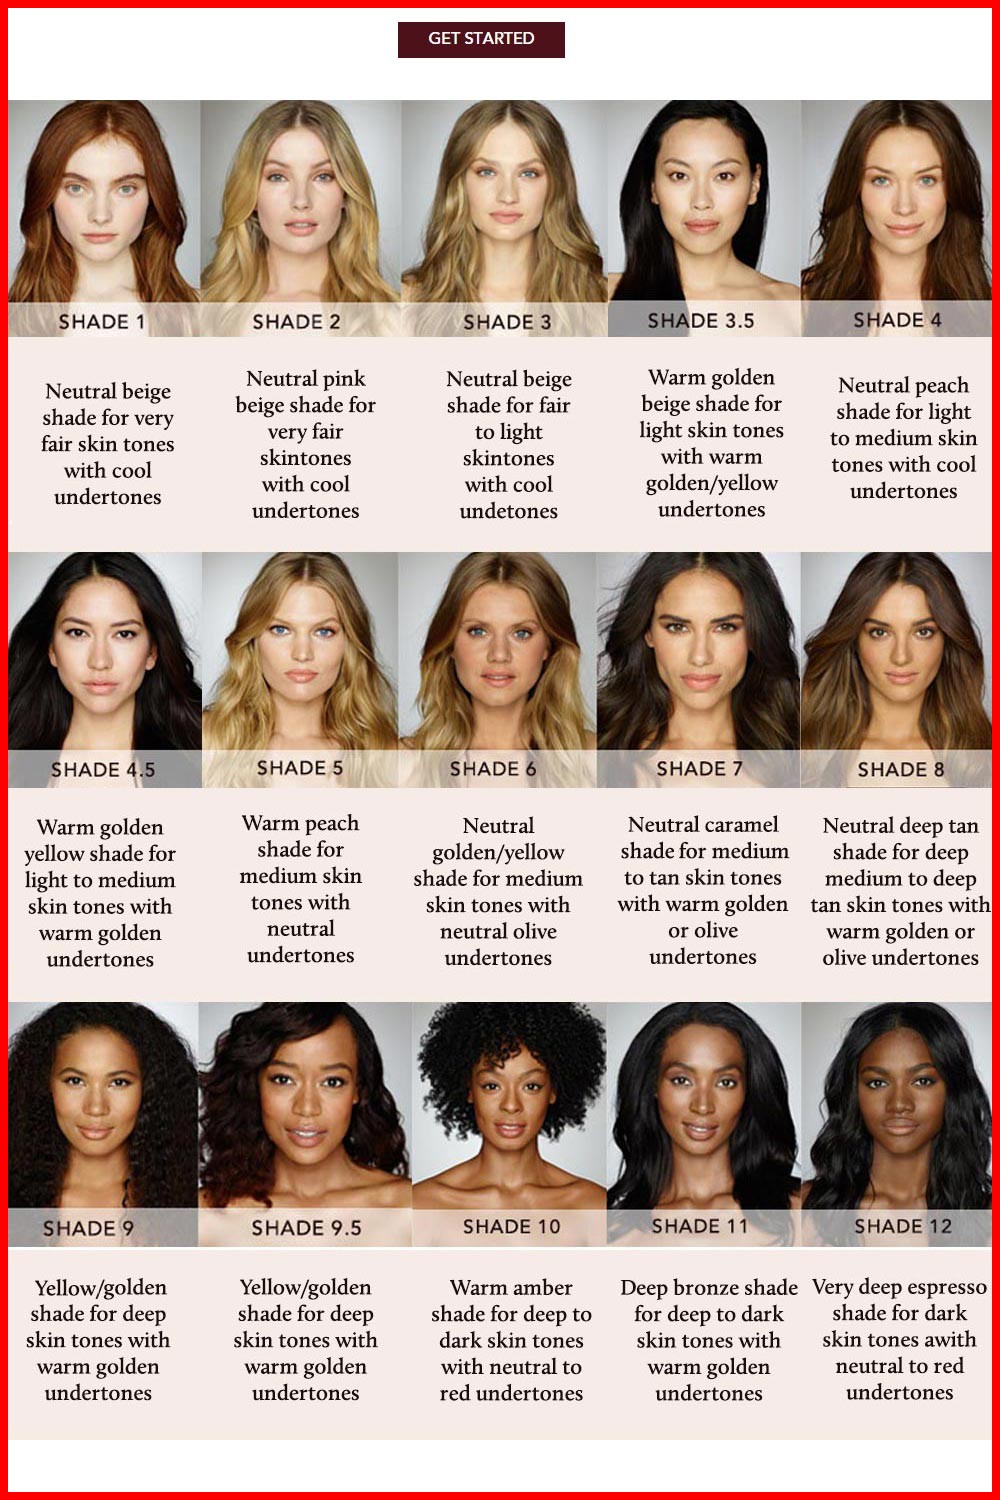 GET STARTED
SHADE 1
SHADE 2
SHADE 3
SHADE 3.5
SHADE 4
Neutral beige
shade for very
fair skin tones
with cool
undertones
Neutral pink
beige shade for
very fair
skintones
with cool
undertones
Neutral beige
shade for fair
to light
skintones
with cool
undetones
Warm golden
beige shade for
light skin tones
with warm
golden/yellow
undertones
Neutral peach
shade for light
to medium skin
tones with cool
undertones
SHADE 4.5
SHADE 5
SHADE 6
SHADE 7
SHADE 8
Warm golden
yellow shade for
light to medium
skin tones with
warm golden
undertones
Warm peach
shade for
medium skin
tones with
neutral
undertones
Neutral
golden/yellow
shade for medium
skin tones with
neutral olive
undertones
Neutral caramel
shade for medium
to tan skin tones
with warm golden
or olive
undertones
Neutral deep tan
shade for deep
medium to deep
tan skin tones with
warm golden or
olive undertones
SHADE 9
SHADE 9.5
SHADE 10
SHADE 11
SHADE 12
Yellow/golden
shade for deep
skin tones with
warm golden
undertones
Yellow/golden
shade for deep
skin tones with
warm golden
undertones
Warm amber
shade for deep to
dark skin tones
with neutral to
red undertones
Deep bronze shade
for deep to dark
skin tones with
warm golden
undertones
Very deep espresso
shade for dark
skin tones awith
neutral to red
undertones